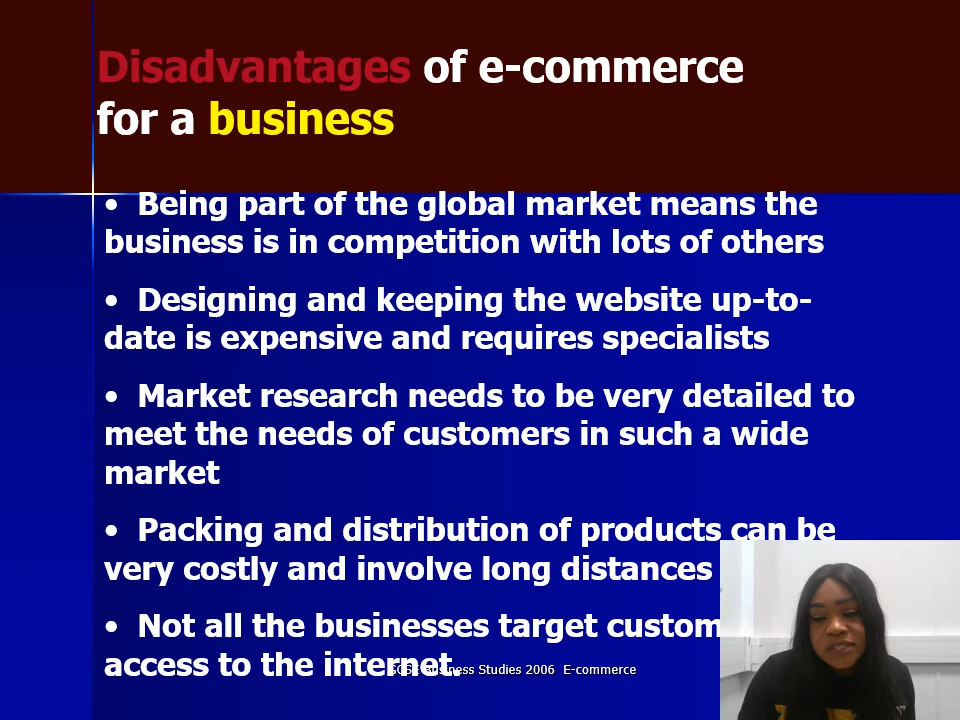 Disadvantages of e-commerce
for a business
• Being part of the global market means the
business is in competition with lots of others
• Designing and keeping the website up-to-
date is expensive and requires specialists
• Market research needs to be very detailed to
meet the needs of customers in such a wide
market
• Packing and distribution of products can be
very costly and involve long distances
• Not all the businesses target custom
access to the internet.
Business Studies 2006 E-commerce